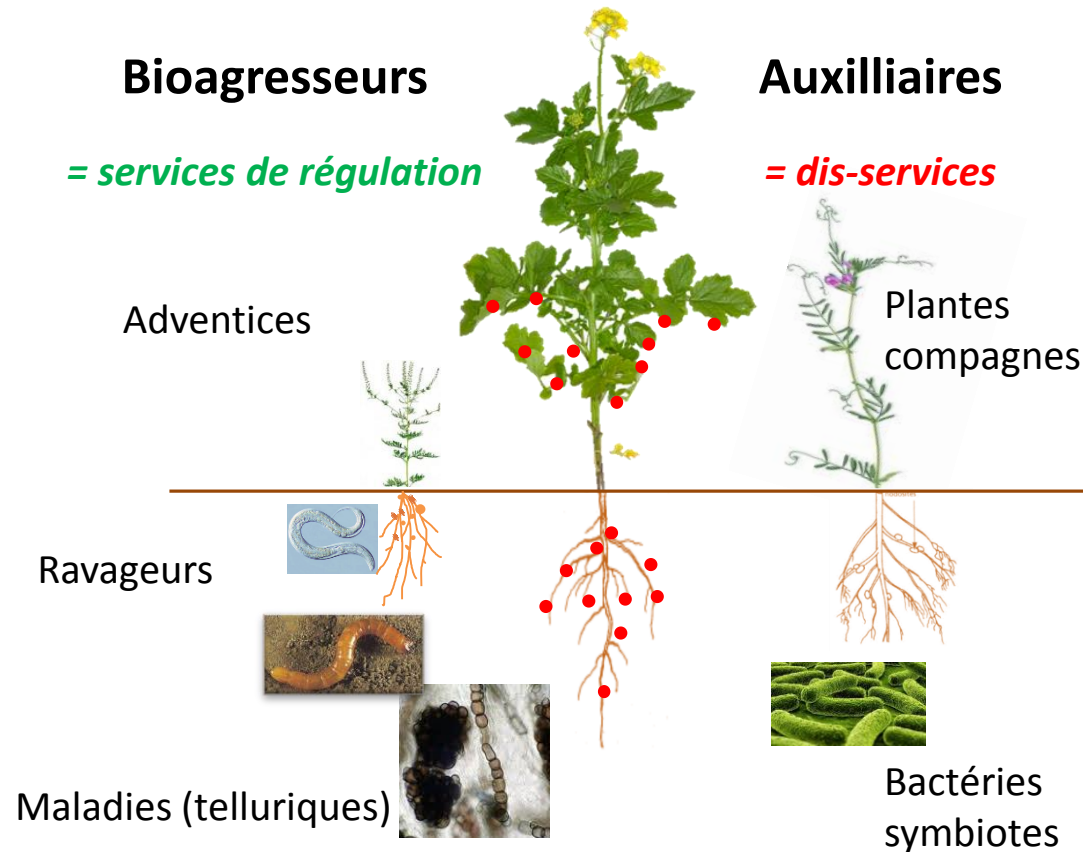 Bioagresseurs
= services de régulation
Auxilliaires
= dis-services
Adventices
Plantes
compagnes
Ravageurs
Maladies (telluriques)
Bactéries
symbiotes